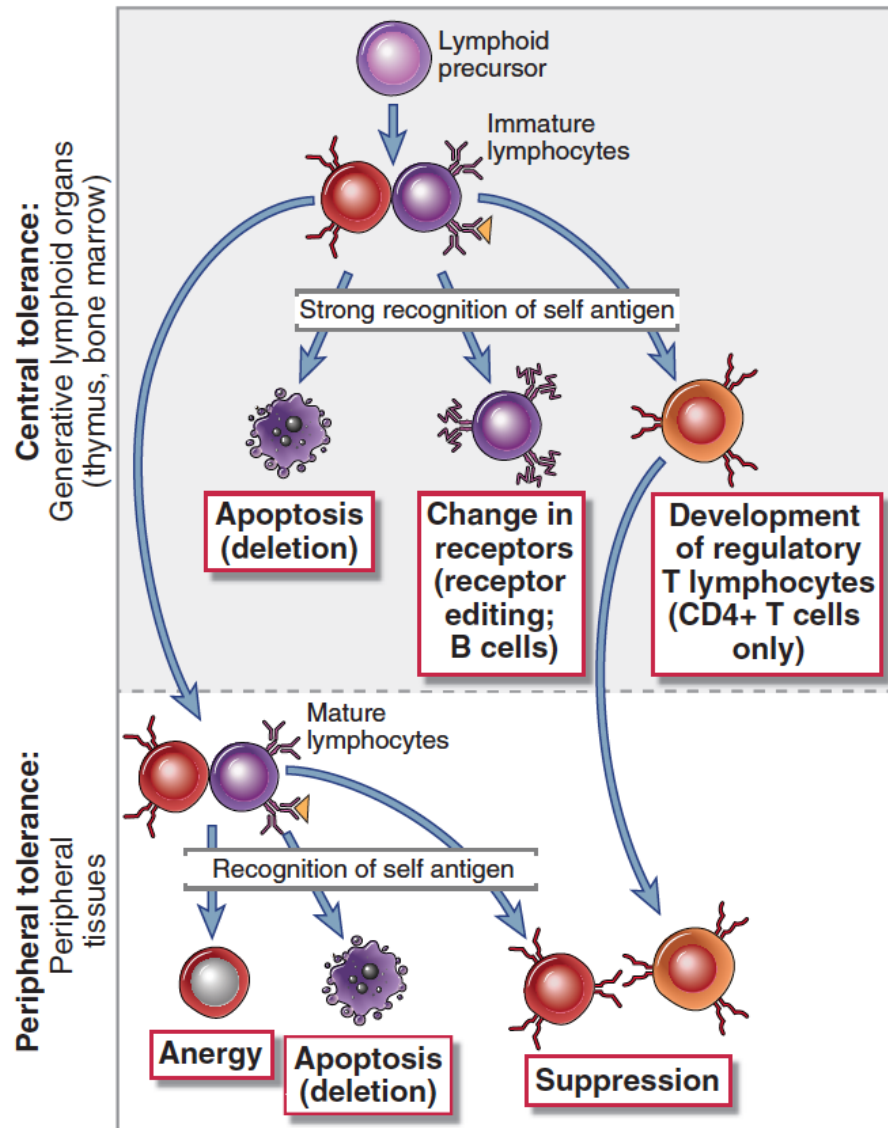 Lymphoid
precursor
Immature
lymphocytes
Central tolerance:
Generative lymphoid organs
(thymus, bone marrow)
Strong recognition of self antigen
Apoptosis
(deletion)
Change in
receptors
(receptor
editing;
B cells)
Development
of regulatory
T lymphocytes
(CD4+ T cells
only)
Mature
lymphocytes
Peripheral tolerance:
Peripheral
tissues
Recognition of self antigen
Anergy
Apoptosis
(deletion)
Suppression